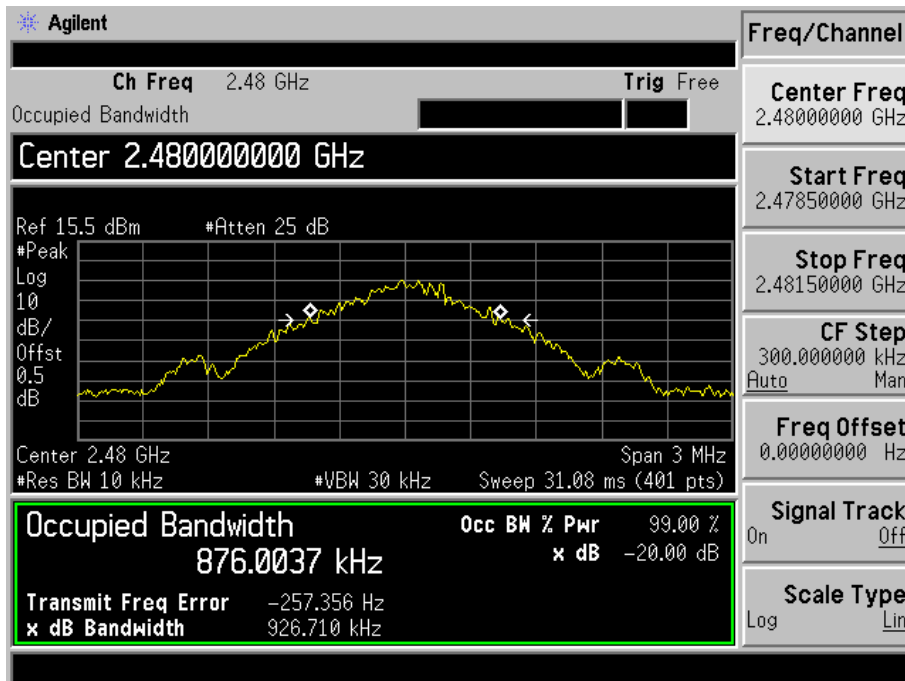 Agilent
Freq/Channel
Ch Freq 2.48 GHz Trig Free
Occupied Bandwidth
Center 2.480000000 GHz
Ref 15.5 dBm #Atten 25 dB
#Peak
Log
10
dB/
Offst
0.5
dB
Center 2.48 GHz Span 3 MHz
#Res BW 10 kHz #VBW 30 kHz Sweep 31.08 ms (401 pts)
Occupied Bandwidth
876.0037 kHz
Occ BW % Pwr 99.00 %
x dB -20.00 dB
Transmit Freq Error -257.356 Hz
x dB Bandwidth 926.710 kHz
Center Freq
2.48000000 GHz
Start Freq
2.47850000 GHz
Stop Freq
2.48150000 GHz
CF Step
300.000000 kHz
Auto Man
Freq Offset
0.00000000 Hz
Signal Track
On Off
Scale Type
Log Lin